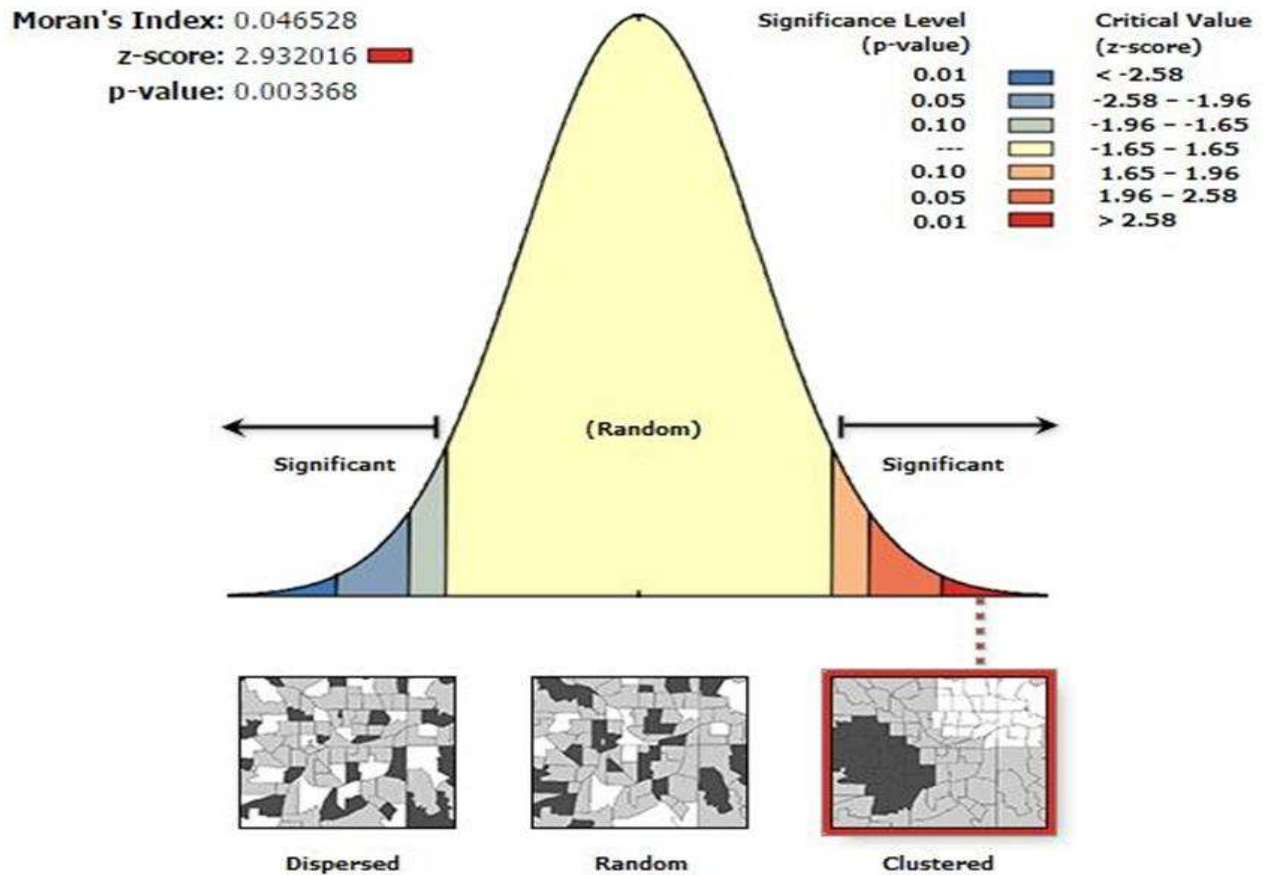 Moran's Index: 0.046528
z-score: 2.932016
p-value: 0.003368
Significance Level
(p-value)
Critical Value
(z-score)
0.01 < -2.58
0.05 -2.58 – -1.96
0.10 -1.96 – -1.65
--- -1.65 – 1.65
0.10 1.65 – 1.96
0.05 1.96 – 2.58
0.01 > 2.58
(Random)
Significant
Significant
Dispersed
Random
Clustered